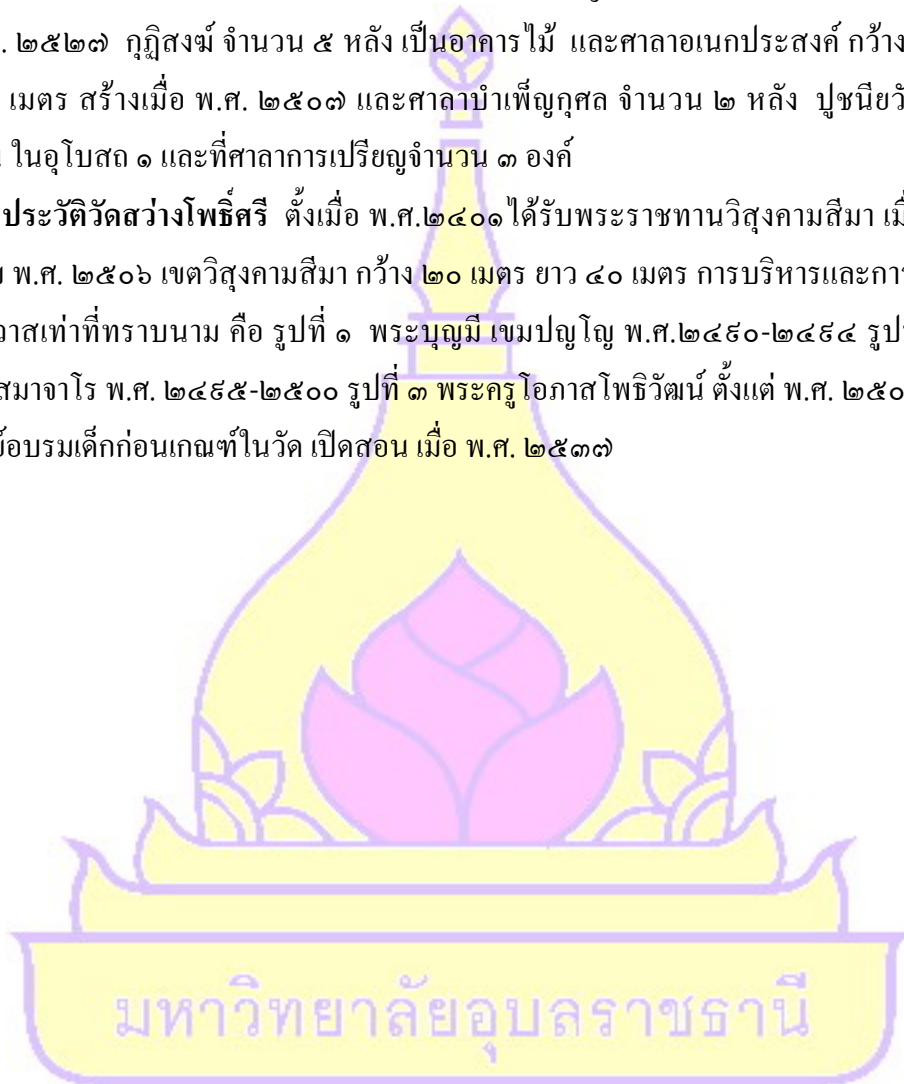 . ๒๕๒๗ กุฏิสงฆ์ จำนวน ๕ หลัง เป็นอาคารไม้ และศาลาอเนกประสงค์ กว้าง
เมตร สร้างเมื่อ พ.ศ. ๒๕๐๗ และศาลาบำเพ็ญกุศล จำนวน ๒ หลัง ปูชนียวั
ในอุโบสถ ๑ และที่ศาลาการเปรียญจำนวน ๓ องค์
ประวัติวัดสว่างโพธิ์ศรี ตั้งเมื่อ พ.ศ.๒๔๐๑ ได้รับพระราชทานวิสุงคามสีมา เมื่
พ.ศ. ๒๕๐๖ เขตวิสุงคามสีมา กว้าง ๒๐ เมตร ยาว ๔๐ เมตร การบริหารและการ
วาสเท่าที่ทราบนาม คือ รูปที่ ๑ พระบุญมี เขมปญฺโญ พ.ศ.๒๔๙๐-๒๔๙๔ รูป
สมาจาโร พ.ศ. ๒๔๙๕-๒๕๐๐ รูปที่ ๓ พระครูโอภาสโพธิวัฒน์ ตั้งแต่ พ.ศ. ๒๕๐
ย์อบรมเด็กก่อนเกณฑ์ในวัด เปิดสอน เมื่อ พ.ศ. ๒๕๓๗
มหาวิทยาลัยอุบลราชธานี